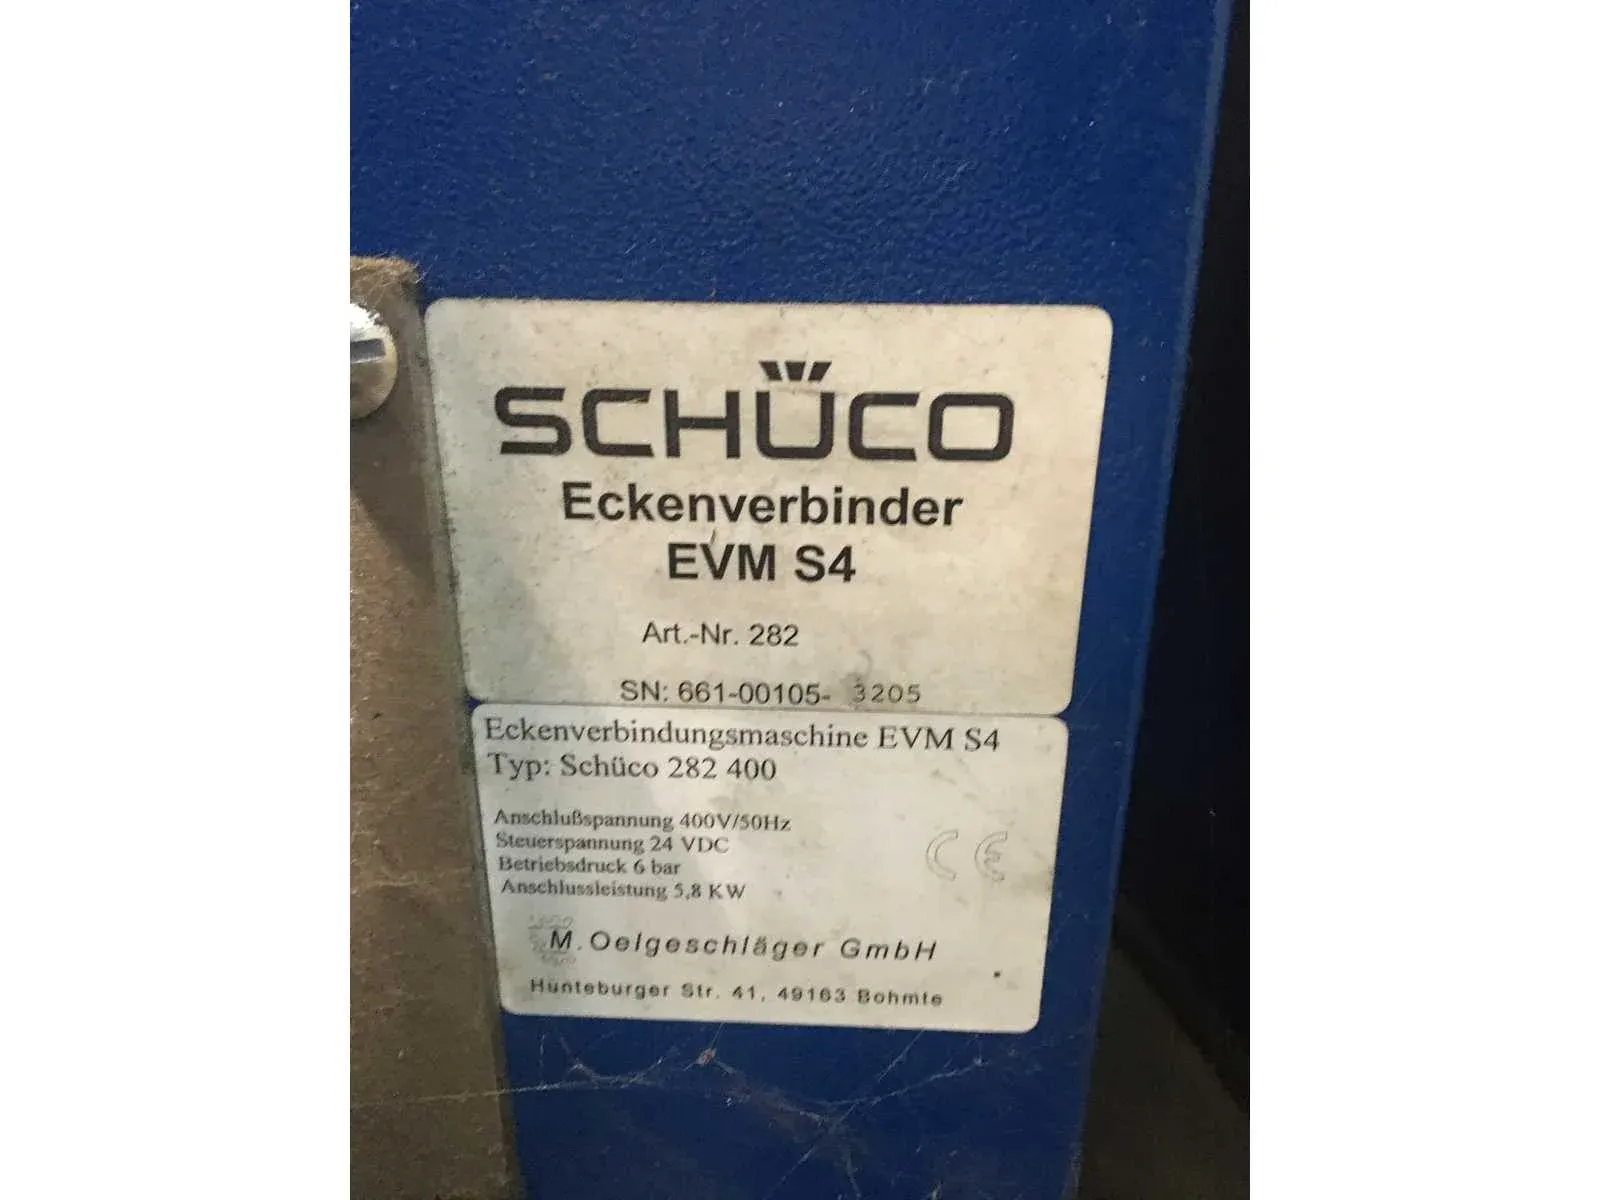 SCHÜCO
Eckenverbinder
EVM S4
Art.-Nr. 282
SN: 661-00105- 3205
Eckenverbindungsmaschine EVM S4
Typ: Schüco 282 400
Anschlußspannung 400V/50Hz
Steuerspannung 24 VDC
Betriebsdruck 6 bar
Anschlussleistung 5,8 KW
CE
M. Oelgeschläger GmbH
Hunteburger Str. 41, 49163 Bohmte